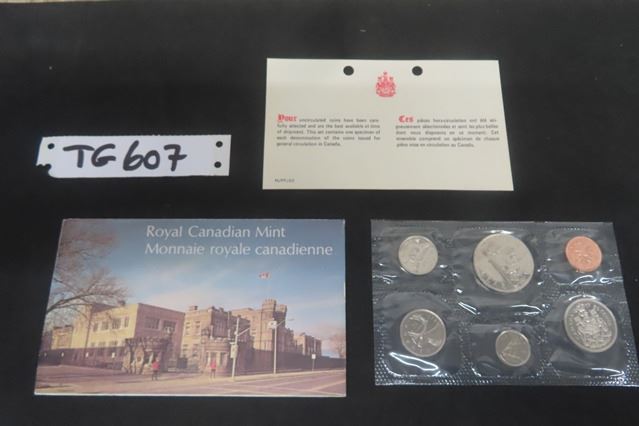 Your uncirculated coins have been care-
fully selected and are the best available at time
of shipment. This set contains one specimen of
each denomination of the coins issued for
general circulation in Canada.
Ces pièces hors-circulation ont été soi-
gneusement sélectionnées et sont les plus belles
dont nous disposons en ce moment. Cet
ensemble comprend un spécimen de chaque
pièce mise en circulation au Canada.
TG607
Royal Canadian Mint
Monnaie royale canadienne